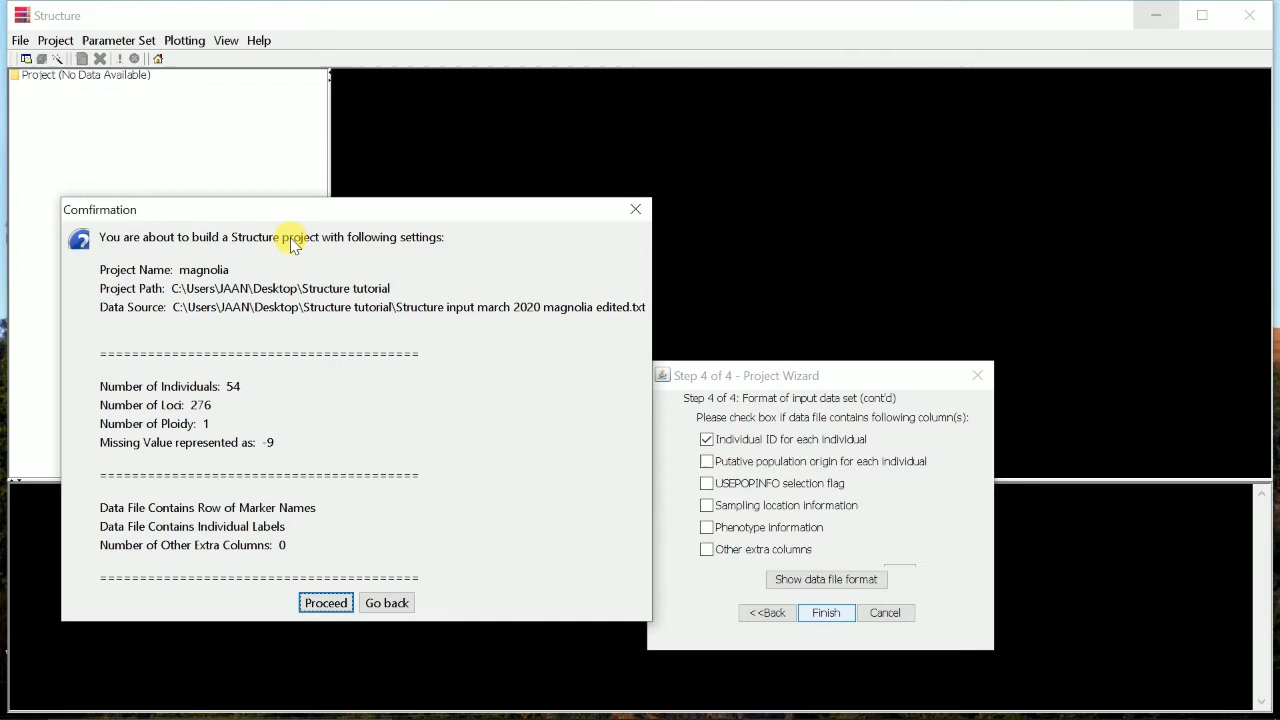 Structure
File Project Parameter Set Plotting View Help
Project (No Data Available)
Comfirmation
You are about to build a Structure project with following settings:
Project Name: magnolia
Project Path: C:\Users\JAAN\Desktop\Structure tutorial
Data Source: C:\Users\JAAN\Desktop\Structure tutorial\Structure input march 2020 magnolia edited.txt
=======================================
Number of Individuals: 54
Number of Loci: 276
Number of Ploidy: 1
Missing Value represented as: -9
=======================================
Data File Contains Row of Marker Names
Data File Contains Individual Labels
Number of Other Extra Columns: 0
=======================================
Proceed Go back
Step 4 of 4 - Project Wizard
Step 4 of 4: Format of input data set (cont'd)
Please check box if data file contains following column(s):
Individual ID for each individual
Putative population origin for each individual
USEPOPINFO selection flag
Sampling location information
Phenotype information
Other extra columns
Show data file format
<<Back Finish Cancel